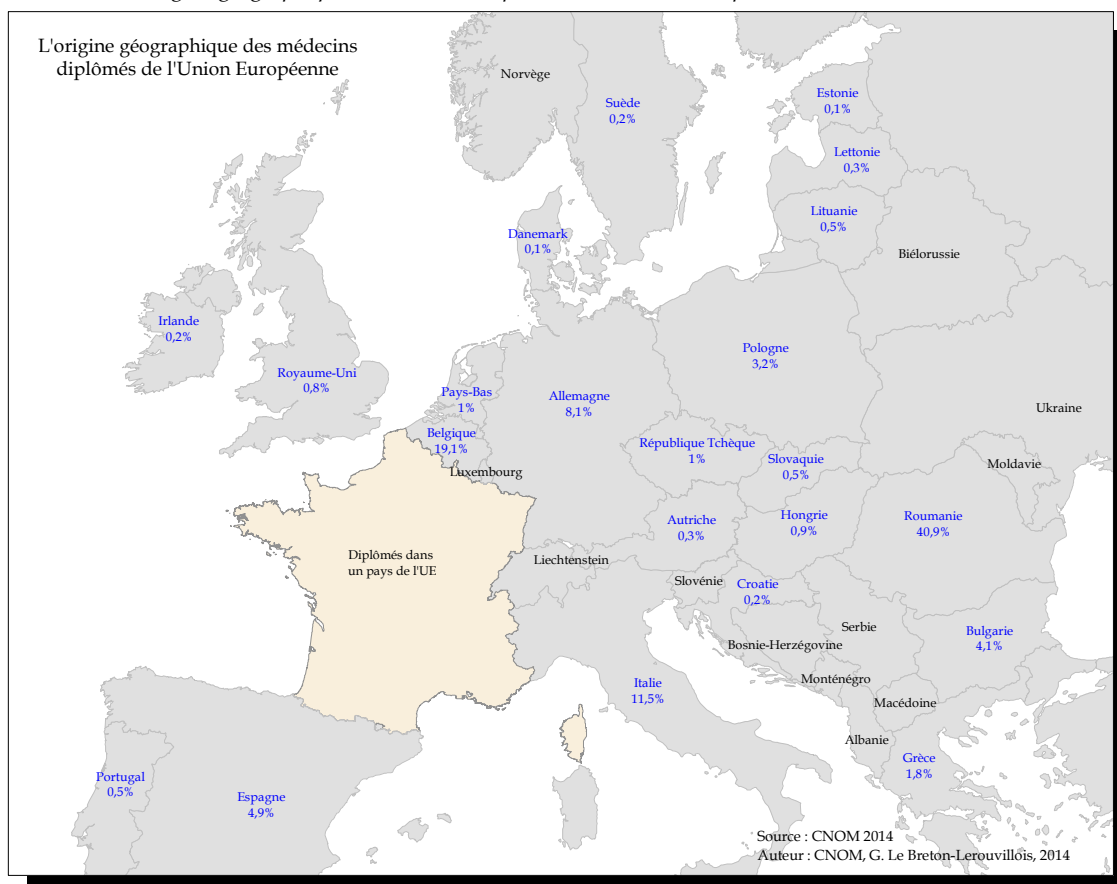 L'origine géographique des médecins
diplômés de l'Union Européenne
Norvège
Suède
0,2%
Estonie
0,1%
Lettonie
0,3%
Lituanie
0,5%
Danemark
0,1%
Biélorussie
Irlande
0,2%
Royaume-Uni
0,8%
Pays-Bas
1%
Allemagne
8,1%
Pologne
3,2%
Ukraine
Belgique
19,1%
Luxembourg
République Tchèque
1%
Slovaquie
0,5%
Moldavie
Autriche
0,3%
Hongrie
0,9%
Roumanie
40,9%
Diplômés dans
un pays de l'UE
Liechtenstein
Slovénie
Croatie
0,2%
Bosnie-Herzégovine
Serbie
Bulgarie
4,1%
Monténégro
Italie
11,5%
Macédoine
Albanie
Grèce
1,8%
Portugal
0,5%
Espagne
4,9%
Source : CNOM 2014
Auteur : CNOM, G. Le Breton-Lerouvillois, 2014